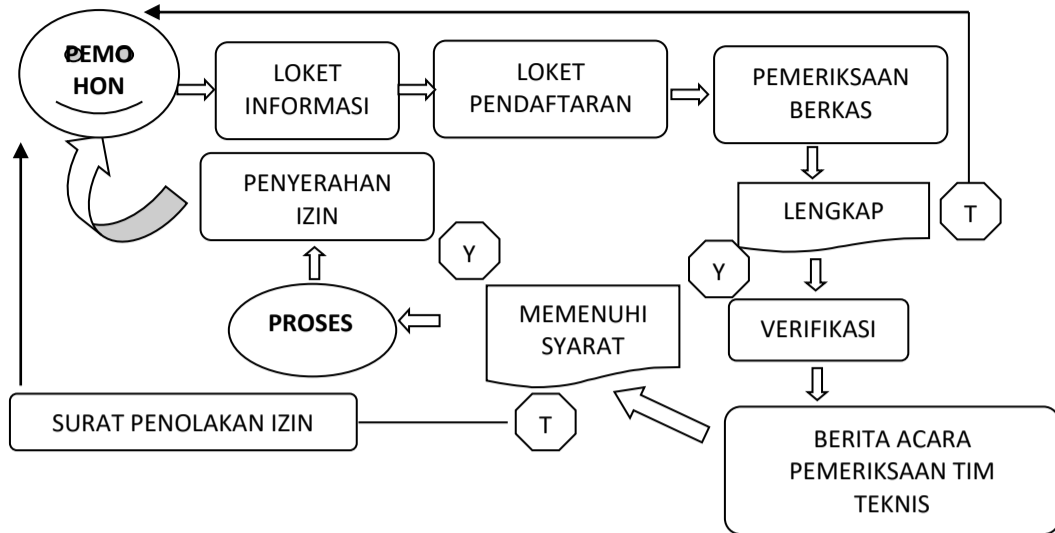 PEMO
HON
LOKET
INFORMASI
LOKET
PENDAFTARAN
PEMERIKSAAN
BERKAS
PENYERAHAN
IZIN
LENGKAP
T
Y
Y
PROSES
MEMENUHI
SYARAT
VERIFIKASI
SURAT PENOLAKAN IZIN
T
BERITA ACARA
PEMERIKSAAN TIM
TEKNIS